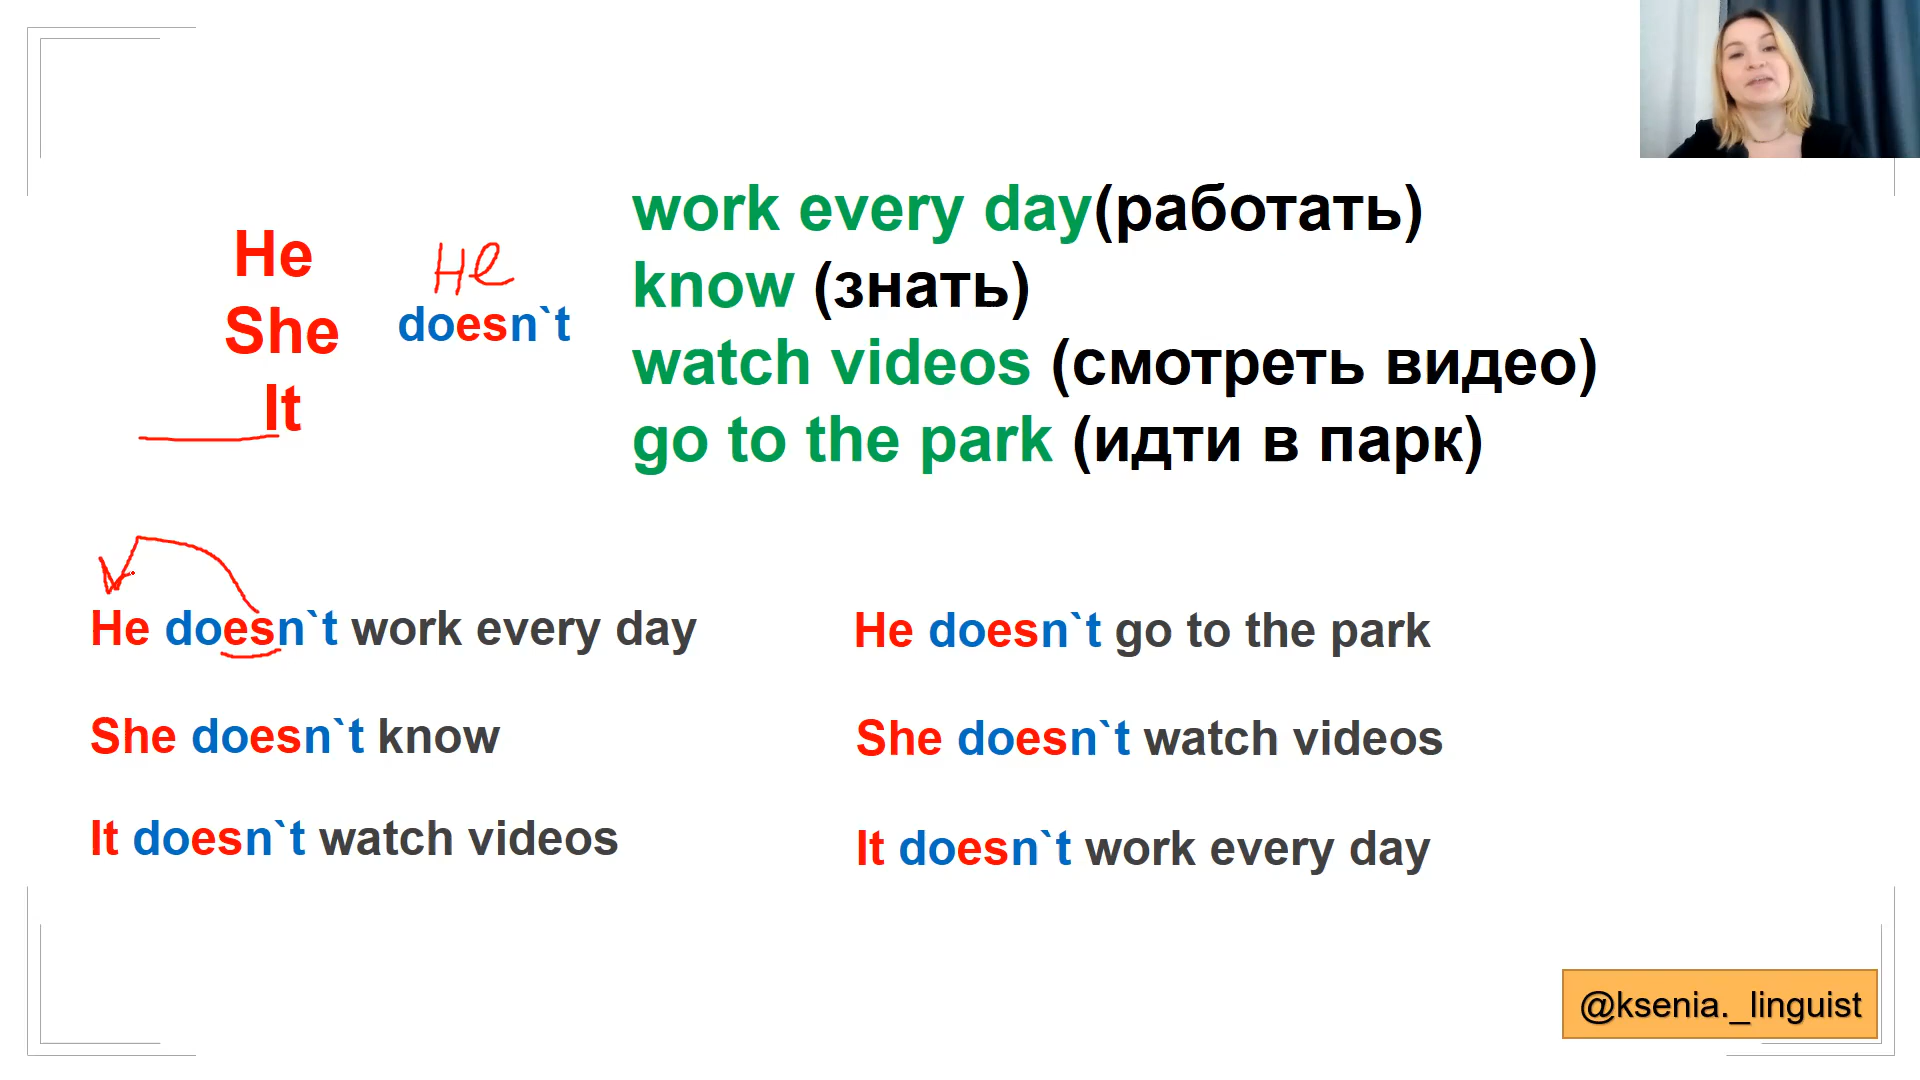 He
She
It
не
doesn`t
work every day(работать)
know (знать)
watch videos (смотреть видео)
go to the park (идти в парк)
He doesn`t work every day
She doesn`t know
It doesn`t watch videos
He doesn`t go to the park
She doesn`t watch videos
It doesn`t work every day
@ksenia._linguist